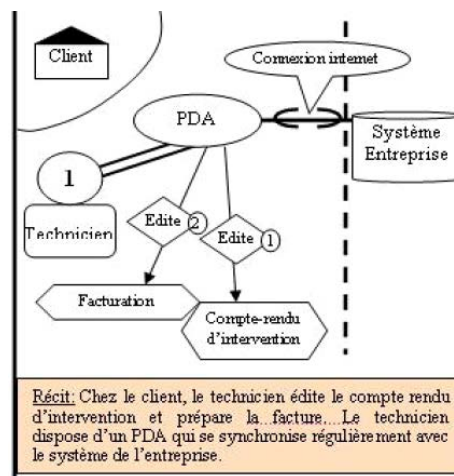 Client
Connexion internet
PDA
Système
Entreprise
1
Technicien
Edite 2
Edite 1
Facturation
Compte-rendu
d'intervention
Récit: Chez le client, le technicien édite le compte rendu
d'intervention et prépare la facture. Le technicien
dispose d'un PDA qui se synchronise régulièrement avec
le système de l'entreprise.